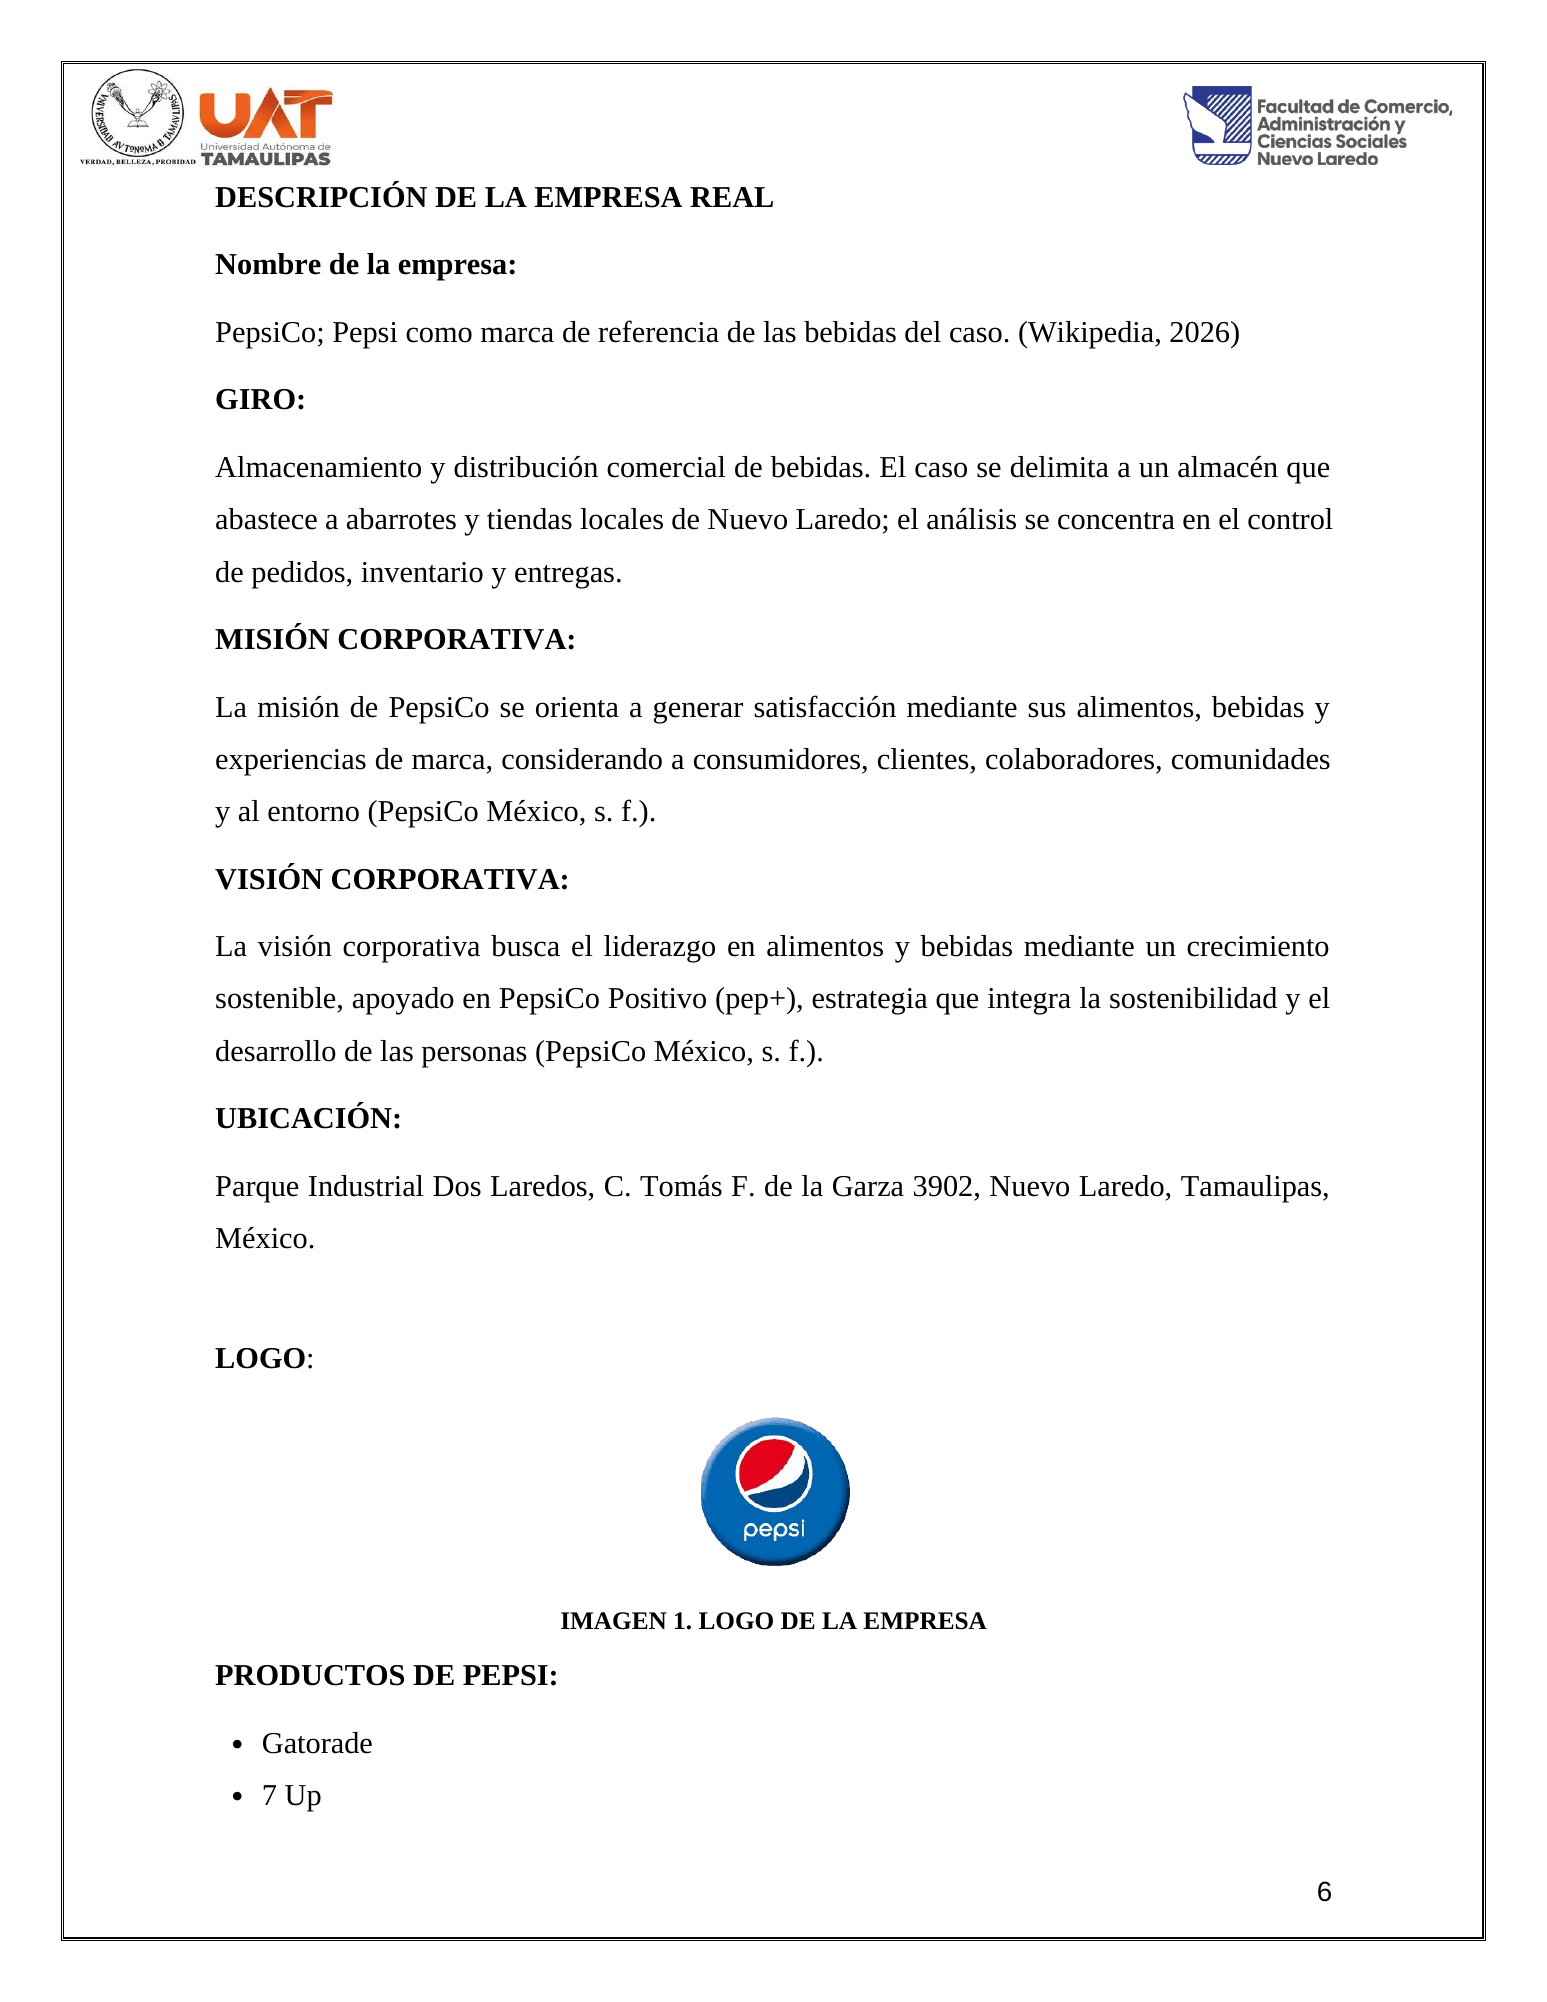 VNIVERSIDAD AVTONOMA D TAMAVLIPAS
VERDAD, BELLEZA, PROBIDAD
UAT
Universidad Autónoma de
TAMAULIPAS
Facultad de Comercio,
Administración y
Ciencias Sociales
Nuevo Laredo
DESCRIPCIÓN DE LA EMPRESA REAL
Nombre de la empresa:
PepsiCo; Pepsi como marca de referencia de las bebidas del caso. (Wikipedia, 2026)
GIRO:
Almacenamiento y distribución comercial de bebidas. El caso se delimita a un almacén que
abastece a abarrotes y tiendas locales de Nuevo Laredo; el análisis se concentra en el control
de pedidos, inventario y entregas.
MISIÓN CORPORATIVA:
La misión de PepsiCo se orienta a generar satisfacción mediante sus alimentos, bebidas y
experiencias de marca, considerando a consumidores, clientes, colaboradores, comunidades
y al entorno (PepsiCo México, s. f.).
VISIÓN CORPORATIVA:
La visión corporativa busca el liderazgo en alimentos y bebidas mediante un crecimiento
sostenible, apoyado en PepsiCo Positivo (pep+), estrategia que integra la sostenibilidad y el
desarrollo de las personas (PepsiCo México, s. f.).
UBICACIÓN:
Parque Industrial Dos Laredos, C. Tomás F. de la Garza 3902, Nuevo Laredo, Tamaulipas,
México.
LOGO:
pepsi
IMAGEN 1. LOGO DE LA EMPRESA
PRODUCTOS DE PEPSI:
• Gatorade
• 7 Up
6